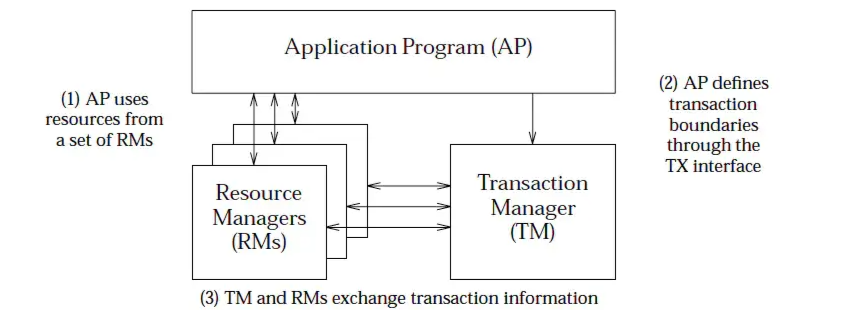 Application Program (AP)
(1) AP uses
resources from
a set of RMs
(2) AP defines
transaction
boundaries
through the
TX interface
Resource
Managers
(RMs)
Transaction
Manager
(TM)
(3) TM and RMs exchange transaction information